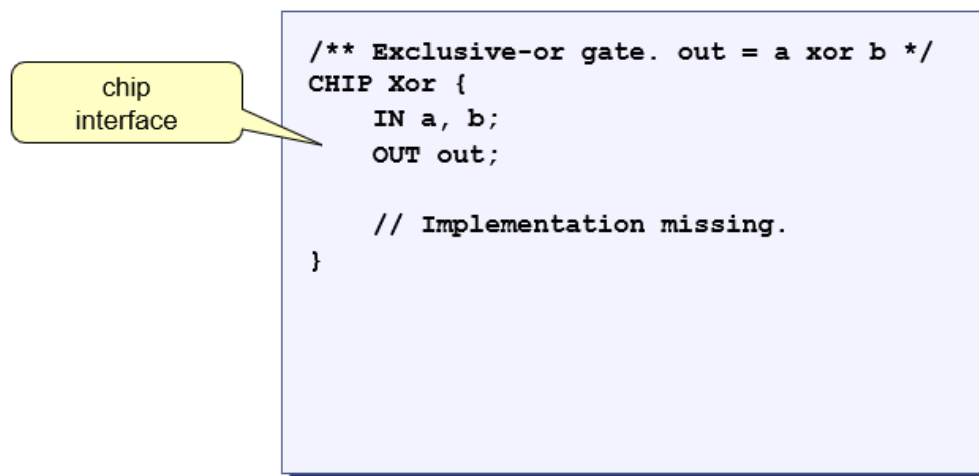 chip
interface
/** Exclusive-or gate. out = a xor b */
CHIP Xor {
    IN a, b;
    OUT out;
    // Implementation missing.
}